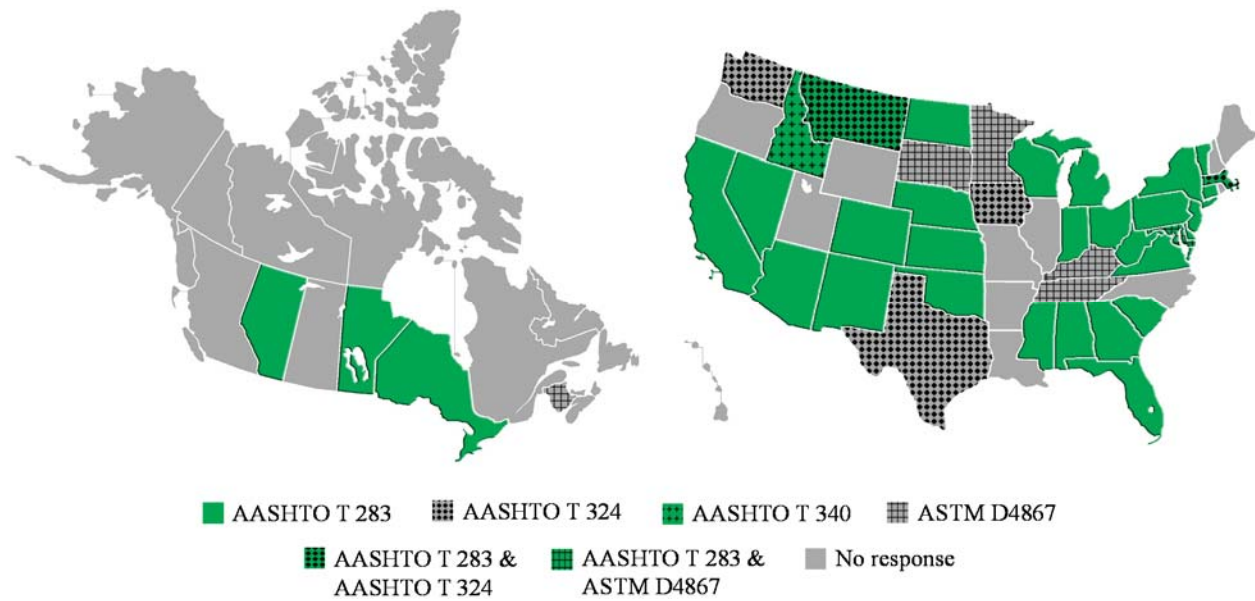 AASHTO T 283 AASHTO T 324 AASHTO T 340 ASTM D4867
AASHTO T 283 & AASHTO T 283 & No response
AASHTO T 324 ASTM D4867